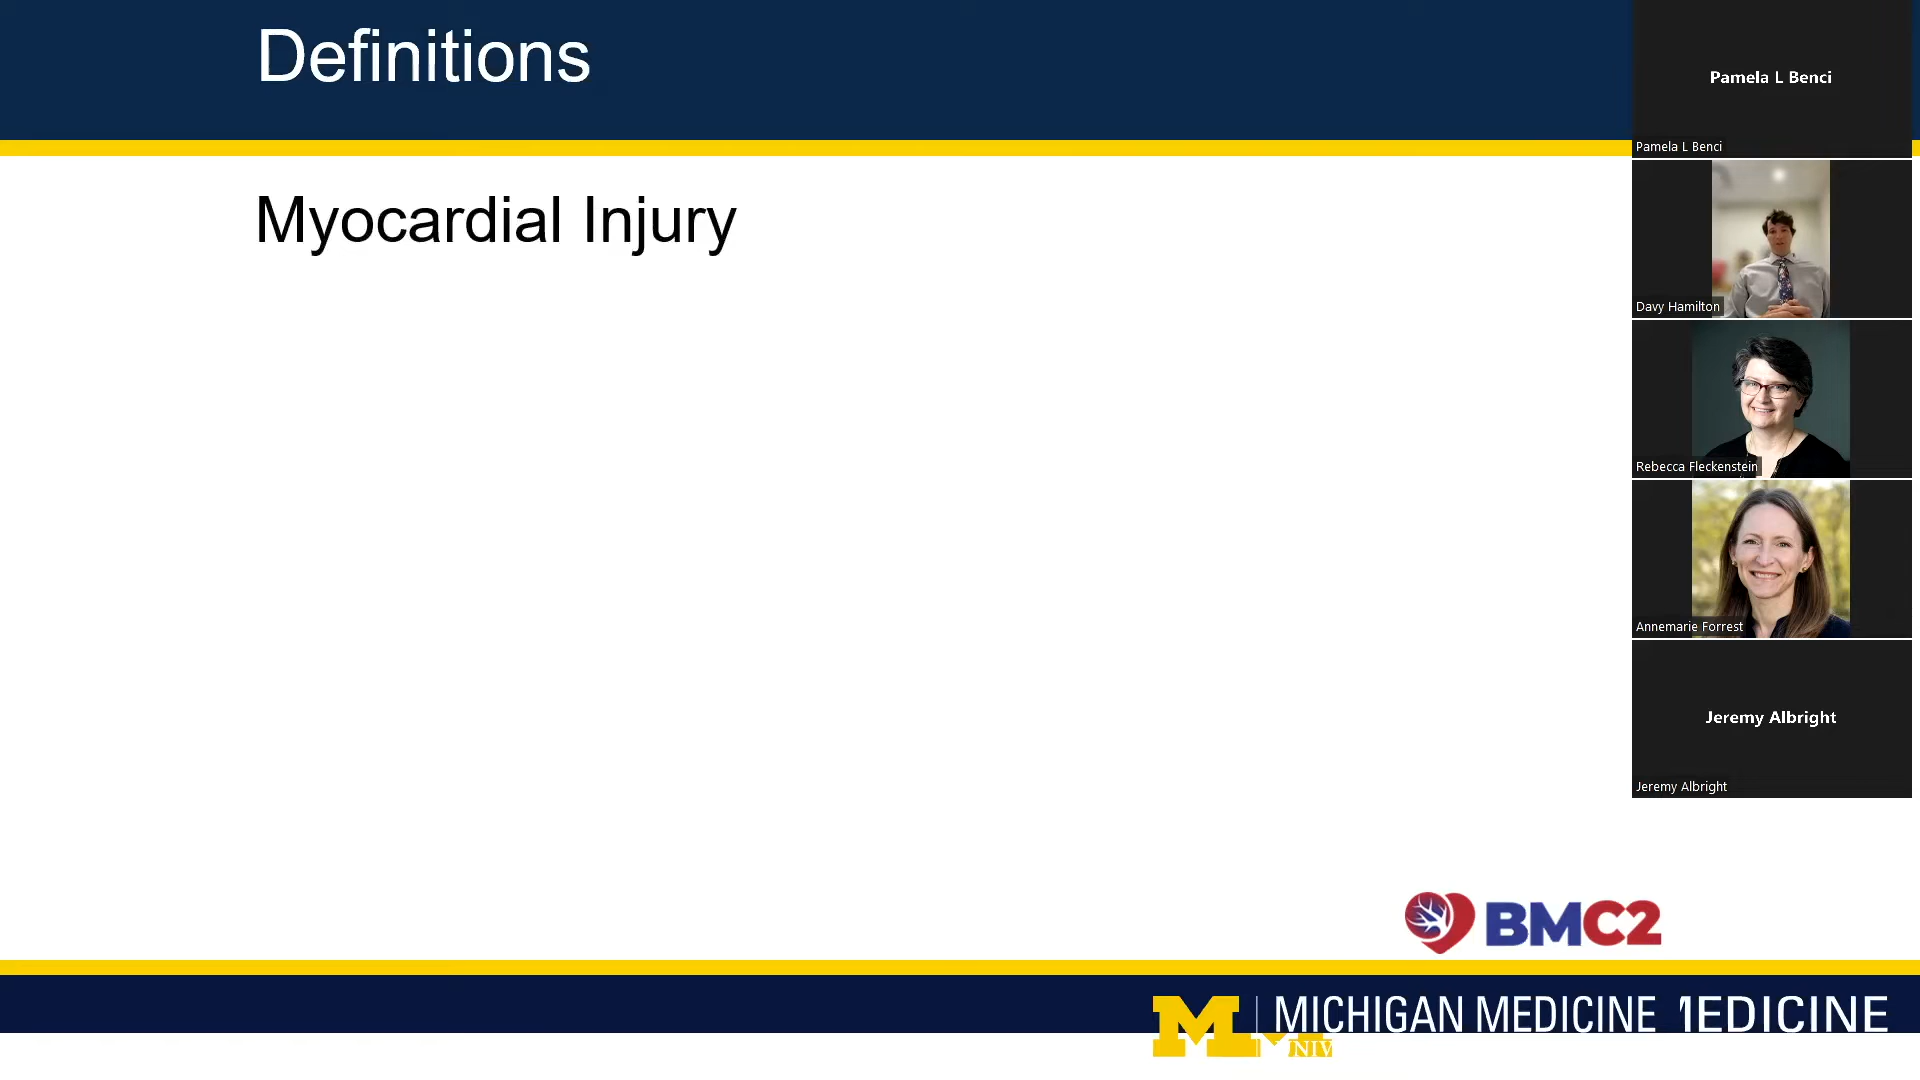 Definitions
Myocardial Injury
Pamela L Benci
Pamela L Benci
Davy Hamilton
Rebecca Fleckenstein
Annemarie Forrest
Jeremy Albright
Jeremy Albright
BMC2
M MICHIGAN MEDICINE